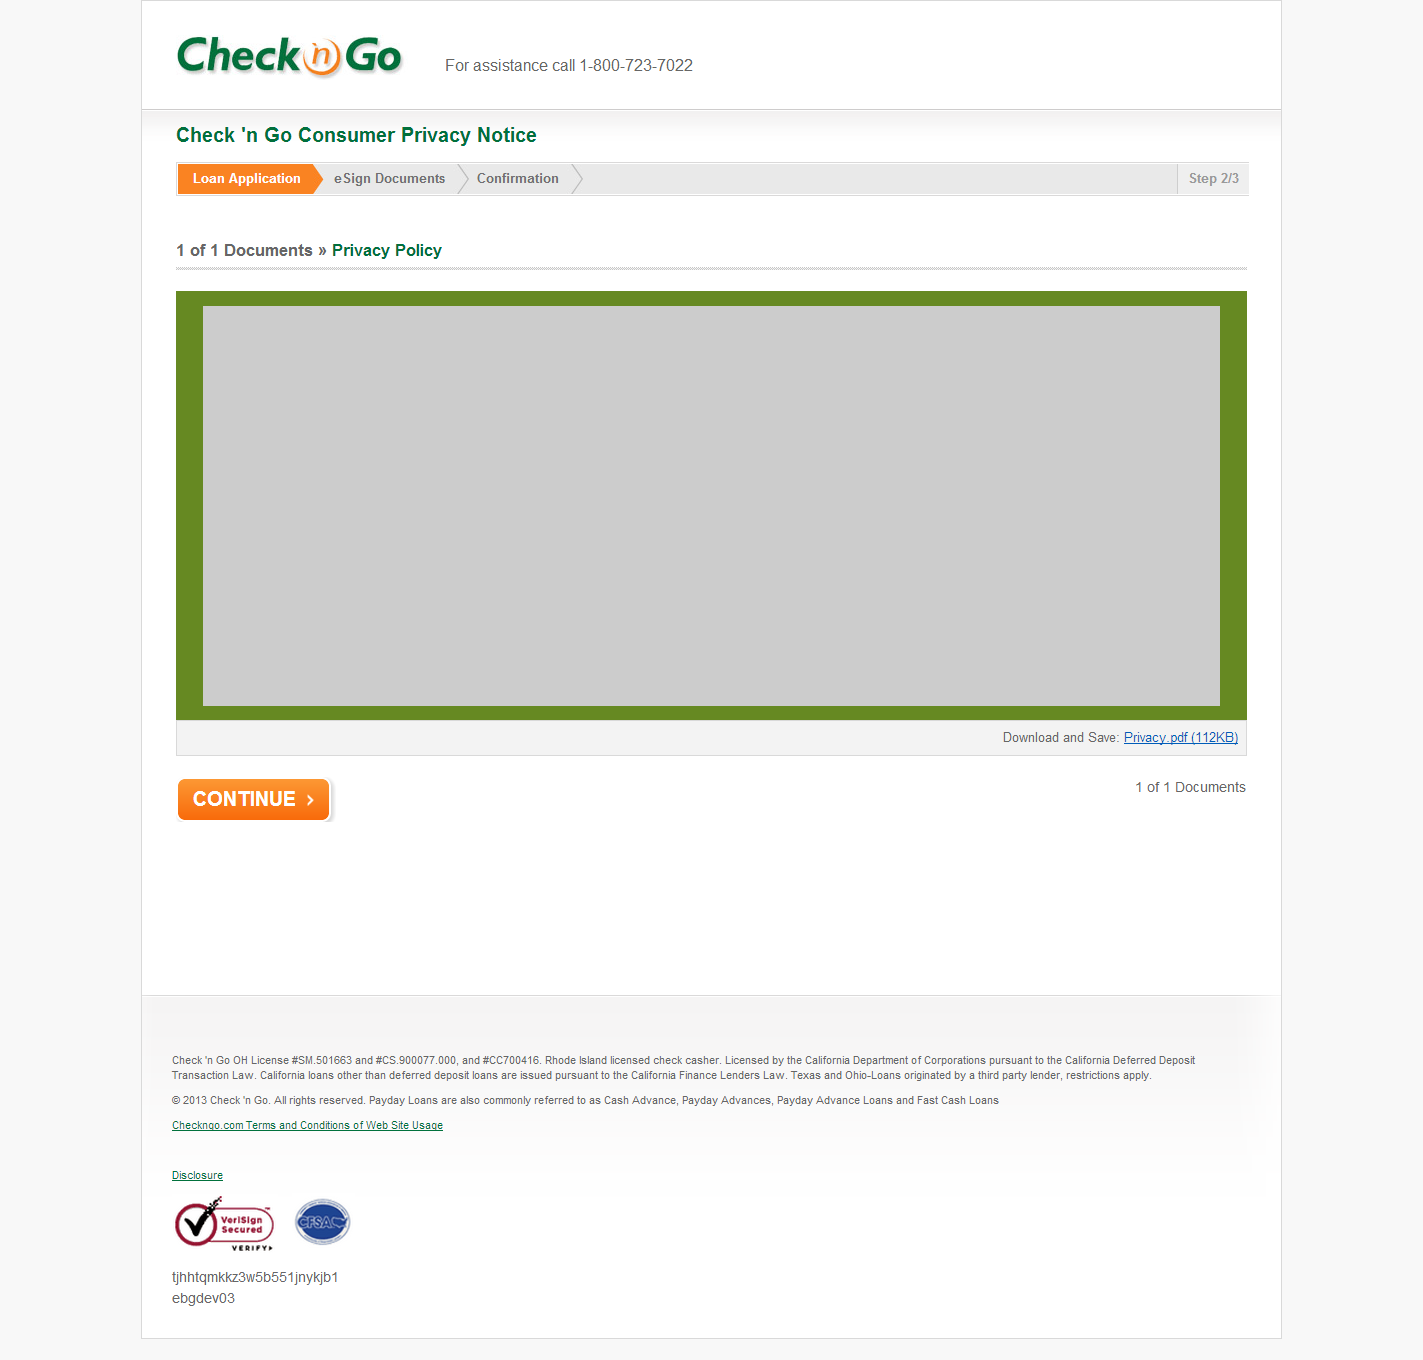 Check 'n' Go
For assistance call 1-800-723-7022
Check 'n Go Consumer Privacy Notice
Loan Application
eSign Documents
Confirmation
Step 2/3
1 of 1 Documents » Privacy Policy
Download and Save: Privacy.pdf (112KB)
CONTINUE ›
1 of 1 Documents
Check 'n Go OH License #SM.501663 and #CS.900077.000, and #CC700416. Rhode Island licensed check casher. Licensed by the California Department of Corporations pursuant to the California Deferred Deposit
Transaction Law. California loans other than deferred deposit loans are issued pursuant to the California Finance Lenders Law. Texas and Ohio-Loans originated by a third party lender, restrictions apply.
© 2013 Check 'n Go. All rights reserved. Payday Loans are also commonly referred to as Cash Advance, Payday Advances, Payday Advance Loans and Fast Cash Loans
Checkngo.com Terms and Conditions of Web Site Usage
Disclosure
VeriSign
Secured
VERIFY
CFSA
tjhhtqmkkz3w5b551jnykjb1
ebgdev03